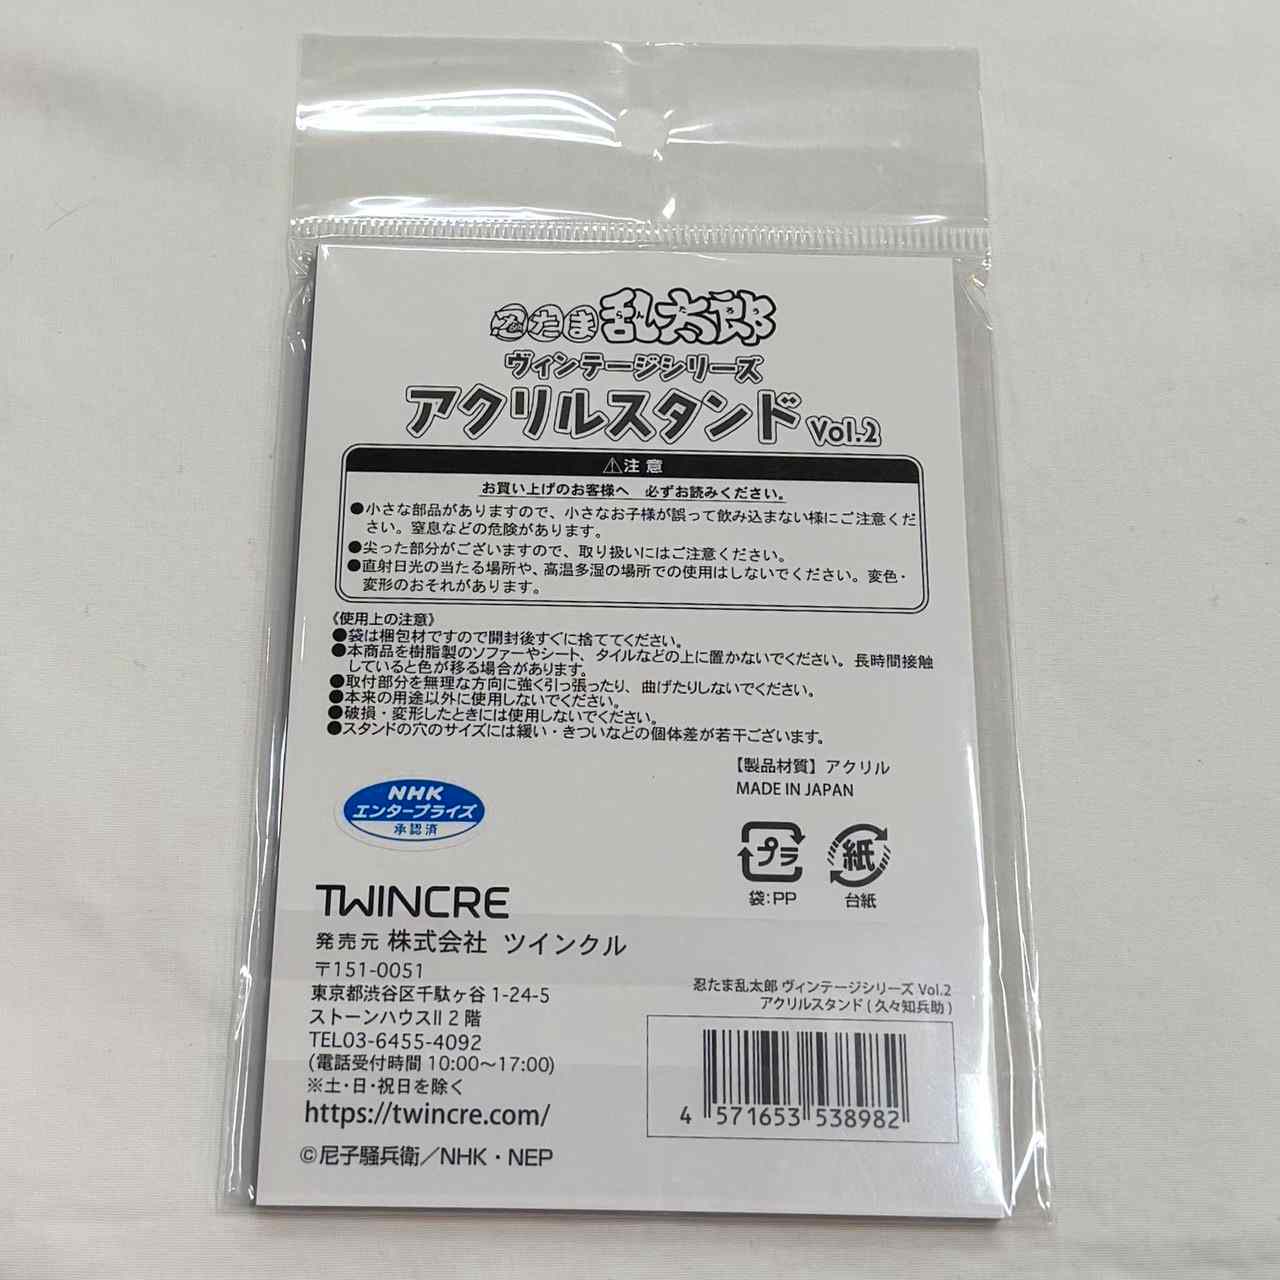 忍たま乱太郎
ヴィンテージシリーズ
アクリルスタンド Vol.2
⚠注意
お買い上げのお客様へ 必ずお読みください。
●小さな部品がありますので、小さなお子様が誤って飲み込まない様にご注意くだ
さい。窒息などの危険があります。
●尖った部分がございますので、取り扱いにはご注意ください。
●直射日光の当たる場所や、高温多湿の場所での使用はしないでください。変色・
変形のおそれがあります。
《使用上の注意》
●袋は梱包材ですので開封後すぐに捨ててください。
●本商品を樹脂製のソファーやシート、タイルなどの上に置かないでください。長時間接触
していると色が移る場合があります。
●取付部分を無理な方向に強く引っ張ったり、曲げたりしないでください。
●本来の用途以外に使用しないでください。
●破損・変形したときには使用しないでください。
●スタンドの穴のサイズには緩い・きついなどの個体差が若干ございます。
【製品材質】アクリル
MADE IN JAPAN
NHK
エンタープライズ
承認済
プラ
袋:PP
紙
台紙
TWINCRE
発売元 株式会社 ツインクル
〒151-0051
東京都渋谷区千駄ヶ谷 1-24-5
ストーンハウスII 2階
TEL03-6455-4092
(電話受付時間 10:00～17:00)
※土・日・祝日を除く
https://twincre.com/
©尼子騒兵衛／NHK・NEP
忍たま乱太郎 ヴィンテージシリーズ Vol.2
アクリルスタンド(久々知兵助)
4 571653 538982